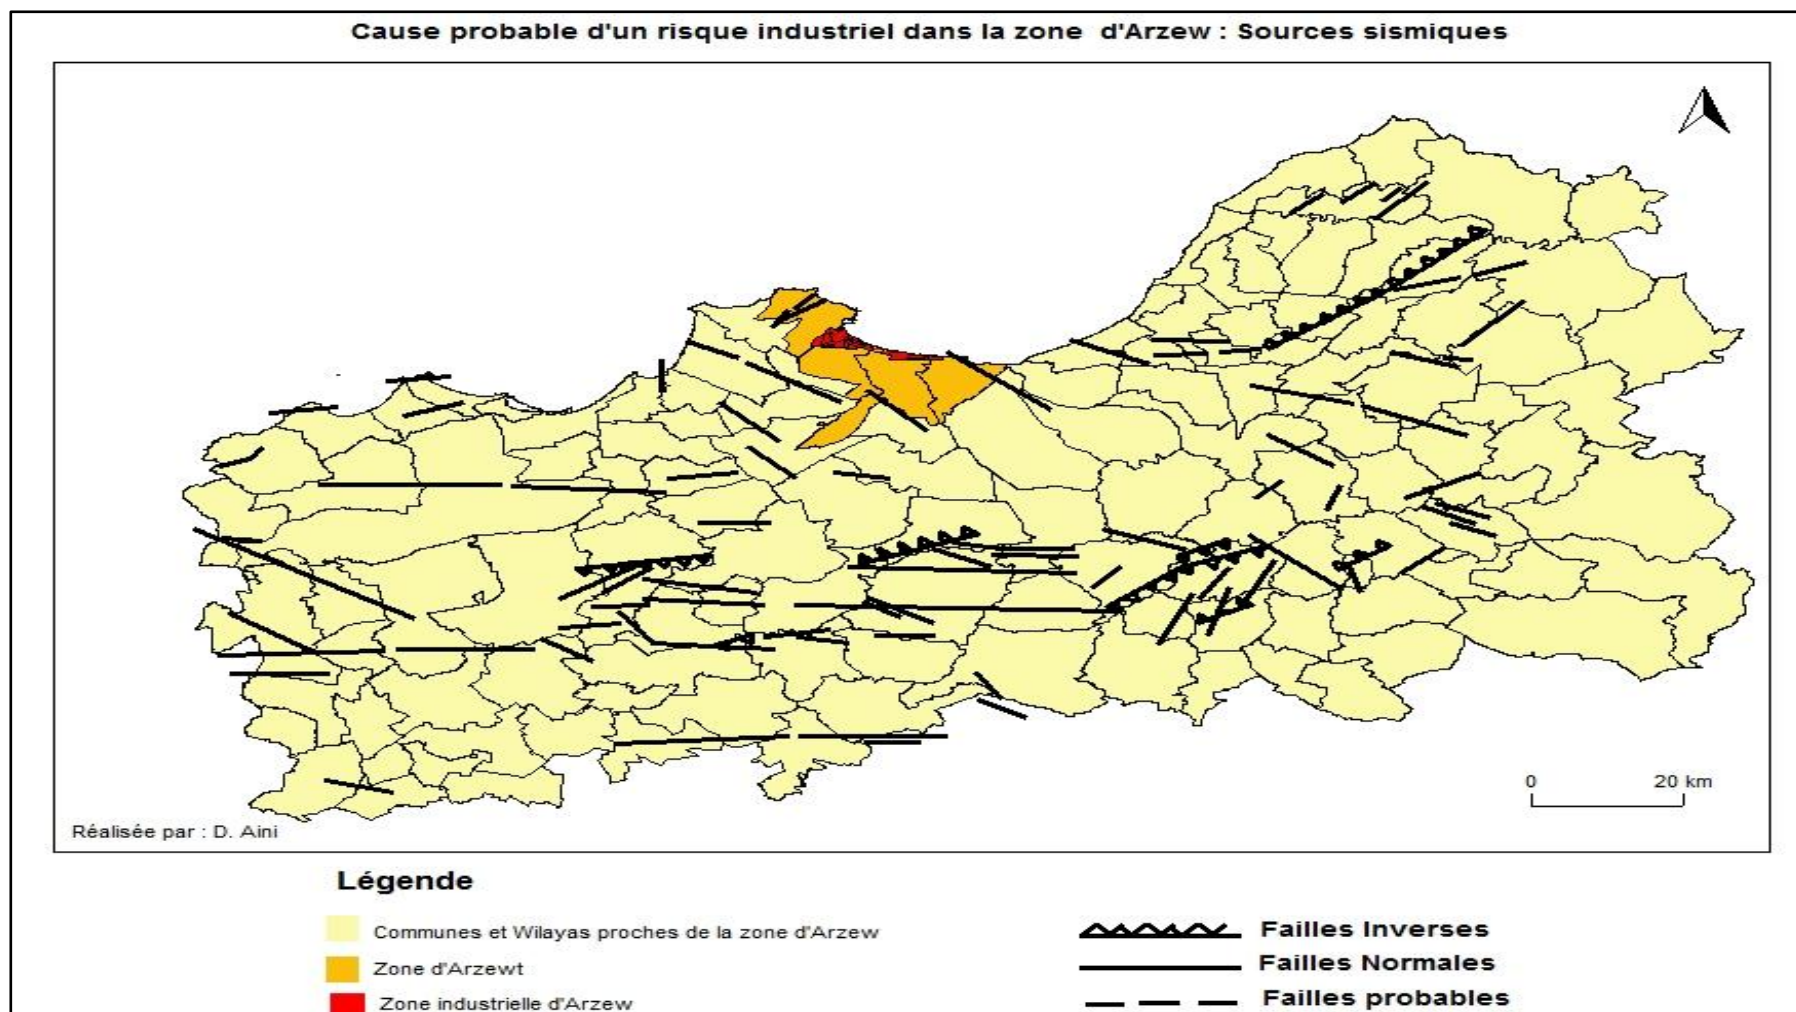 Cause probable d'un risque industriel dans la zone d'Arzew : Sources sismiques
0 20 km
Réalisée par : D. Aini
Légende
Communes et Wilayas proches de la zone d'Arzew
Zone d'Arzewt
Zone industrielle d'Arzew
Failles Inverses
Failles Normales
Failles probables